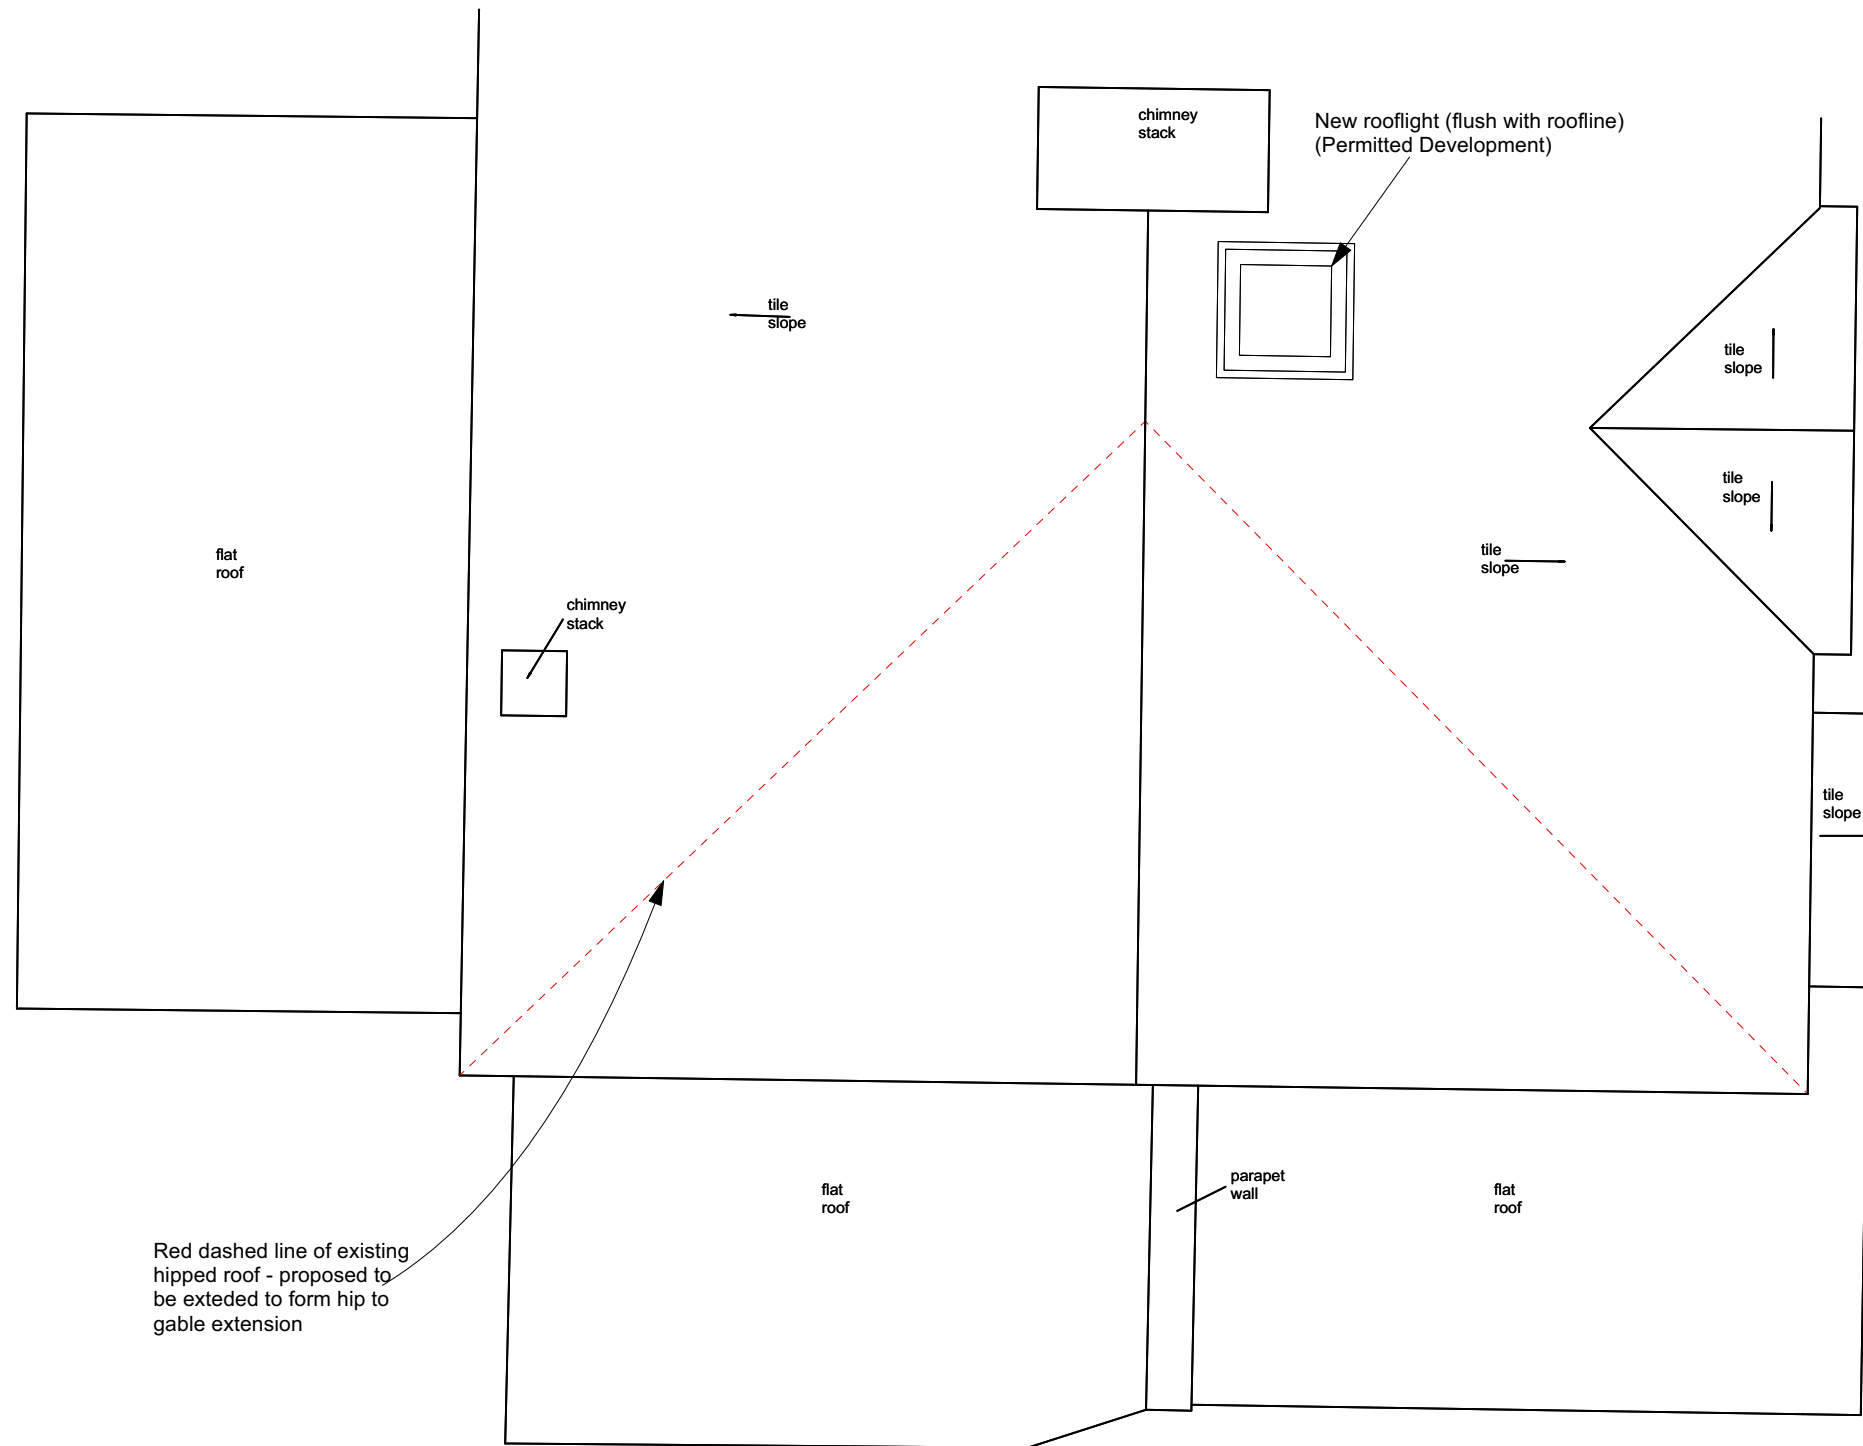 chimney
stack
New rooflight (flush with roofline)
(Permitted Development)
tile
slope
tile
slope
tile
slope
tile
slope
flat
roof
chimney
stack
tile
slope
parapet
wall
flat
roof
flat
roof
Red dashed line of existing
hipped roof - proposed to
be exteded to form hip to
gable extension